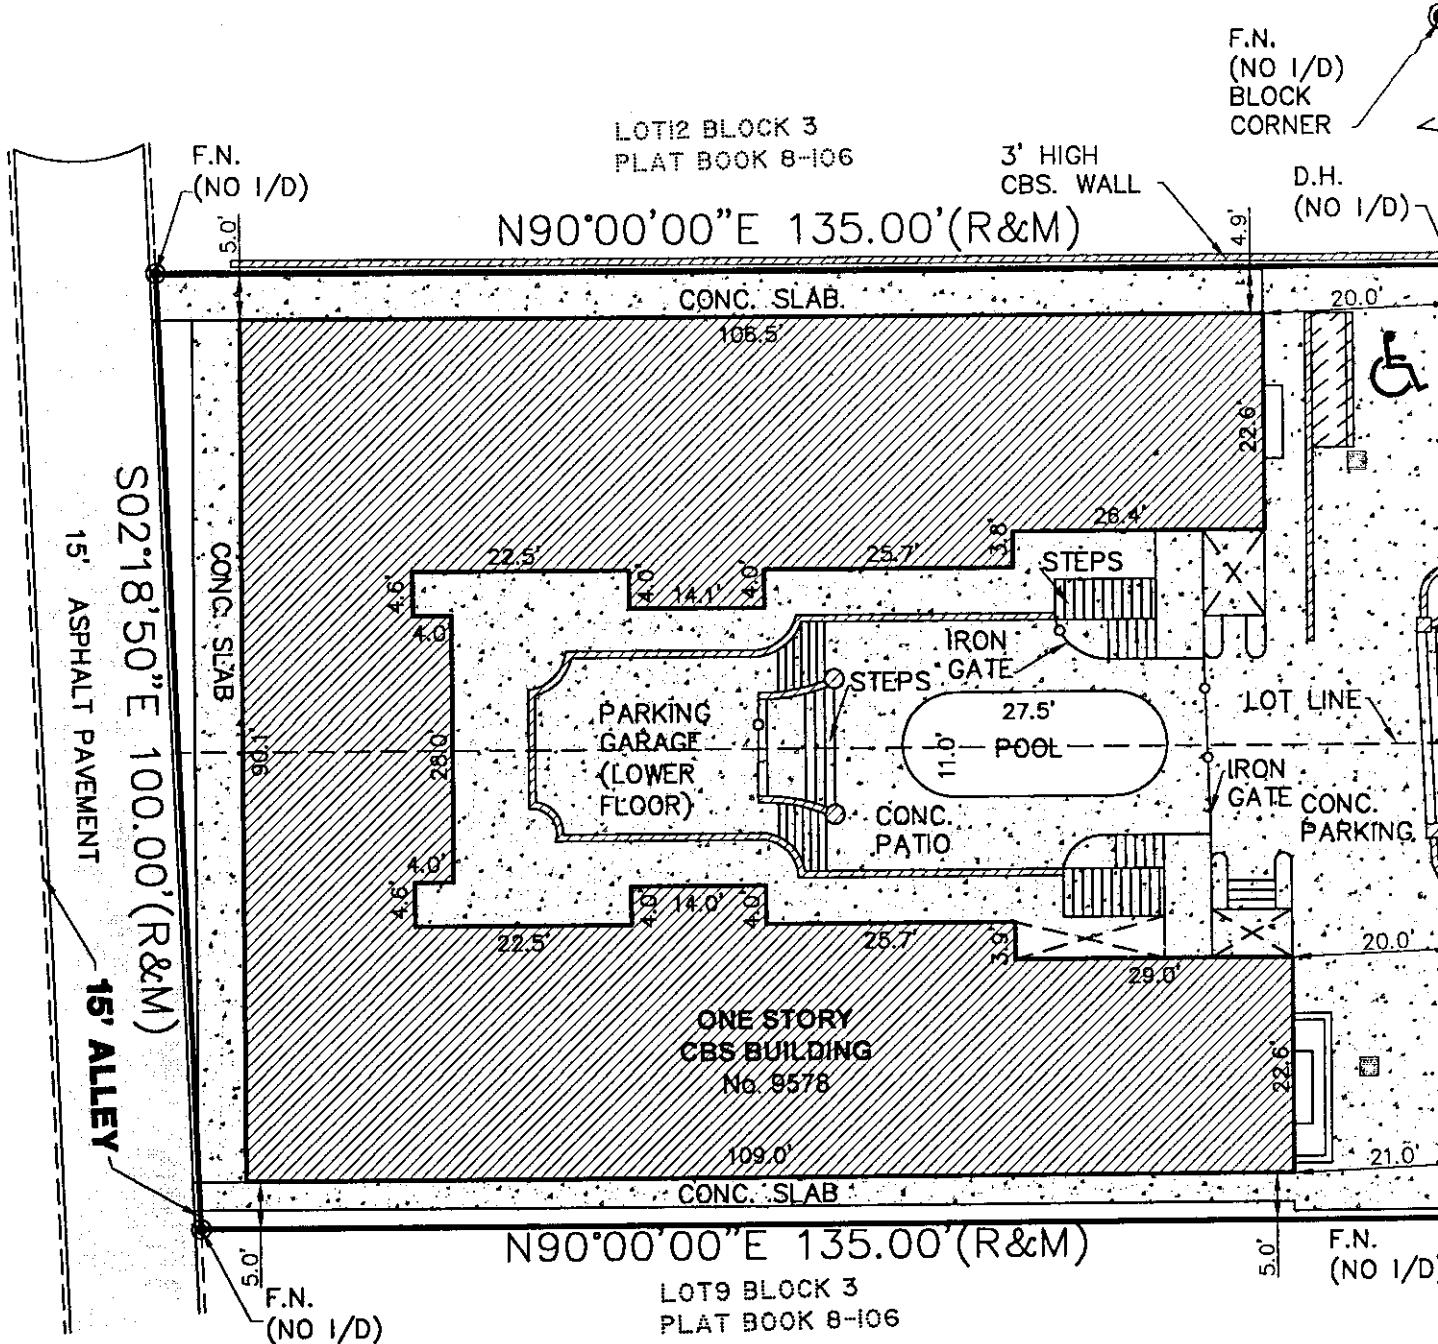 F.N.
(NO I/D)
BLOCK
CORNER
LOT12 BLOCK 3
PLAT BOOK 8-106
F.N.
(NO I/D)
3' HIGH
CBS. WALL
D.H.
(NO I/D)
5.0'
N90°00'00"E 135.00'(R&M)
4.9'
CONC. SLAB.
20.0'
106.5'
22.6'
26.4'
3.8'
22.5'
25.7'
4.6'
4.0'
14.1'
4.0'
STEPS
X
4.0'
IRON
GATE
STEPS
S02°18'50"E 100.00'(R&M)
15' ASPHALT PAVEMENT
CONC. SLAB
PARKING
GARAGE
(LOWER
FLOOR)
27.5'
POOL
11.0'
LOT LINE
90.1'
28.0'
IRON
GATE
CONC.
PARKING
CONC.
PATIO
4.0'
4.6'
4.0'
14.0'
4.0'
22.5'
25.7'
3.9'
X
20.0'
29.0'
15' ALLEY
ONE STORY
CBS BUILDING
No. 9578
22.6'
109.0'
21.0'
CONC. SLAB
N90°00'00"E 135.00'(R&M)
5.0'
5.0'
F.N.
(NO I/D)
LOT9 BLOCK 3
PLAT BOOK 8-106
F.N.
(NO I/D)